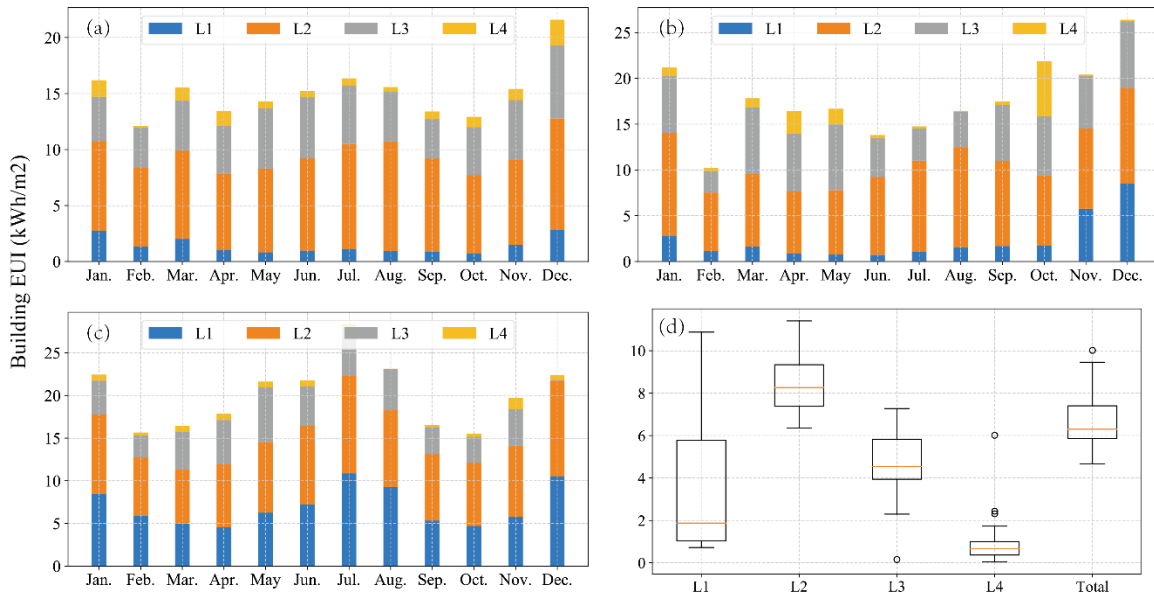 Building EUI (kWh/m2)
(a)
L1 L2 L3 L4
20
15
10
5
0
Jan. Feb. Mar. Apr. May Jun. Jul. Aug. Sep. Oct. Nov. Dec.
(b)
L1 L2 L3 L4
25
20
15
10
5
0
Jan. Feb. Mar. Apr. May Jun. Jul. Aug. Sep. Oct. Nov. Dec.
(c)
L1 L2 L3 L4
25
20
15
10
5
0
Jan. Feb. Mar. Apr. May Jun. Jul. Aug. Sep. Oct. Nov. Dec.
(d)
10
8
6
4
2
0
L1 L2 L3 L4 Total